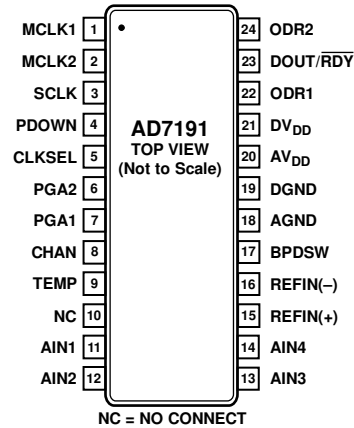 MCLK1 1
MCLK2 2
SCLK 3
PDOWN 4
CLKSEL 5
PGA2 6
PGA1 7
CHAN 8
TEMP 9
NC 10
AIN1 11
AIN2 12
AD7191
TOP VIEW
(Not to Scale)
24 ODR2
23 DOUT/R̅D̅Y̅
22 ODR1
21 DVDD
20 AVDD
19 DGND
18 AGND
17 BPDSW
16 REFIN(–)
15 REFIN(+)
14 AIN4
13 AIN3
NC = NO CONNECT